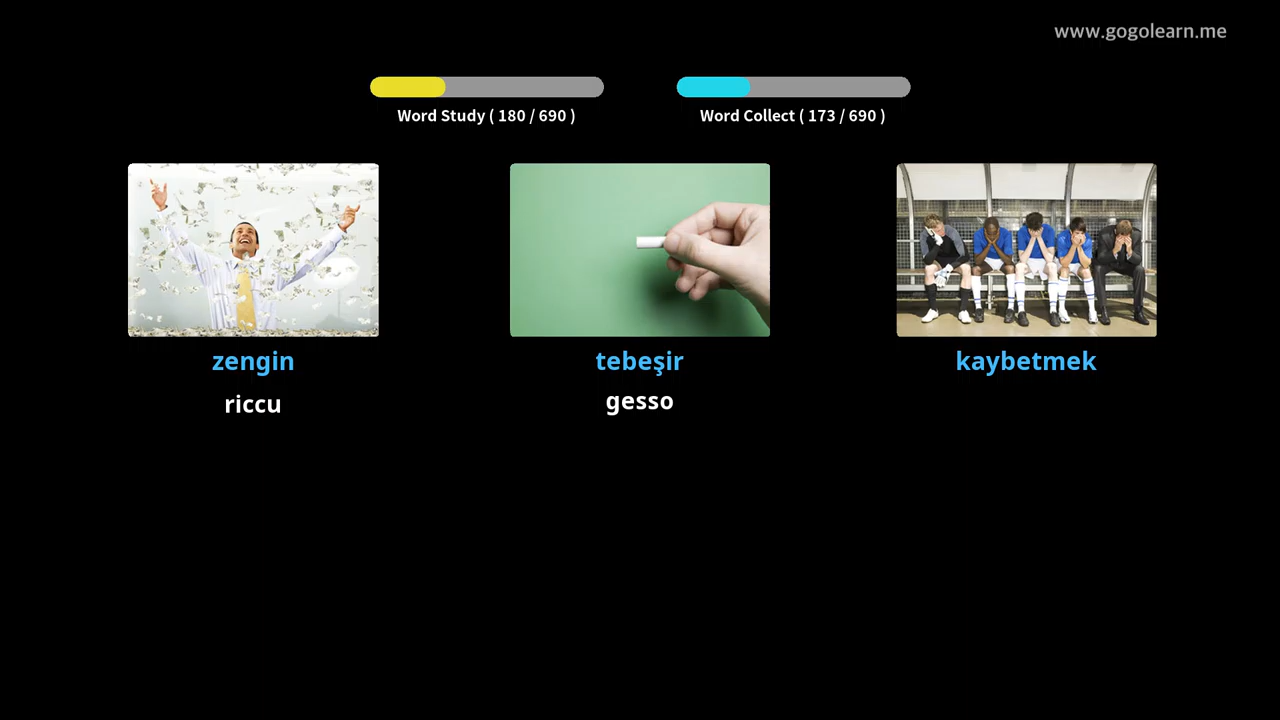 www.gogolearn.me
Word Study ( 180 / 690 )
Word Collect ( 173 / 690 )
zengin
tebeşir
kaybetmek
riccu
gesso